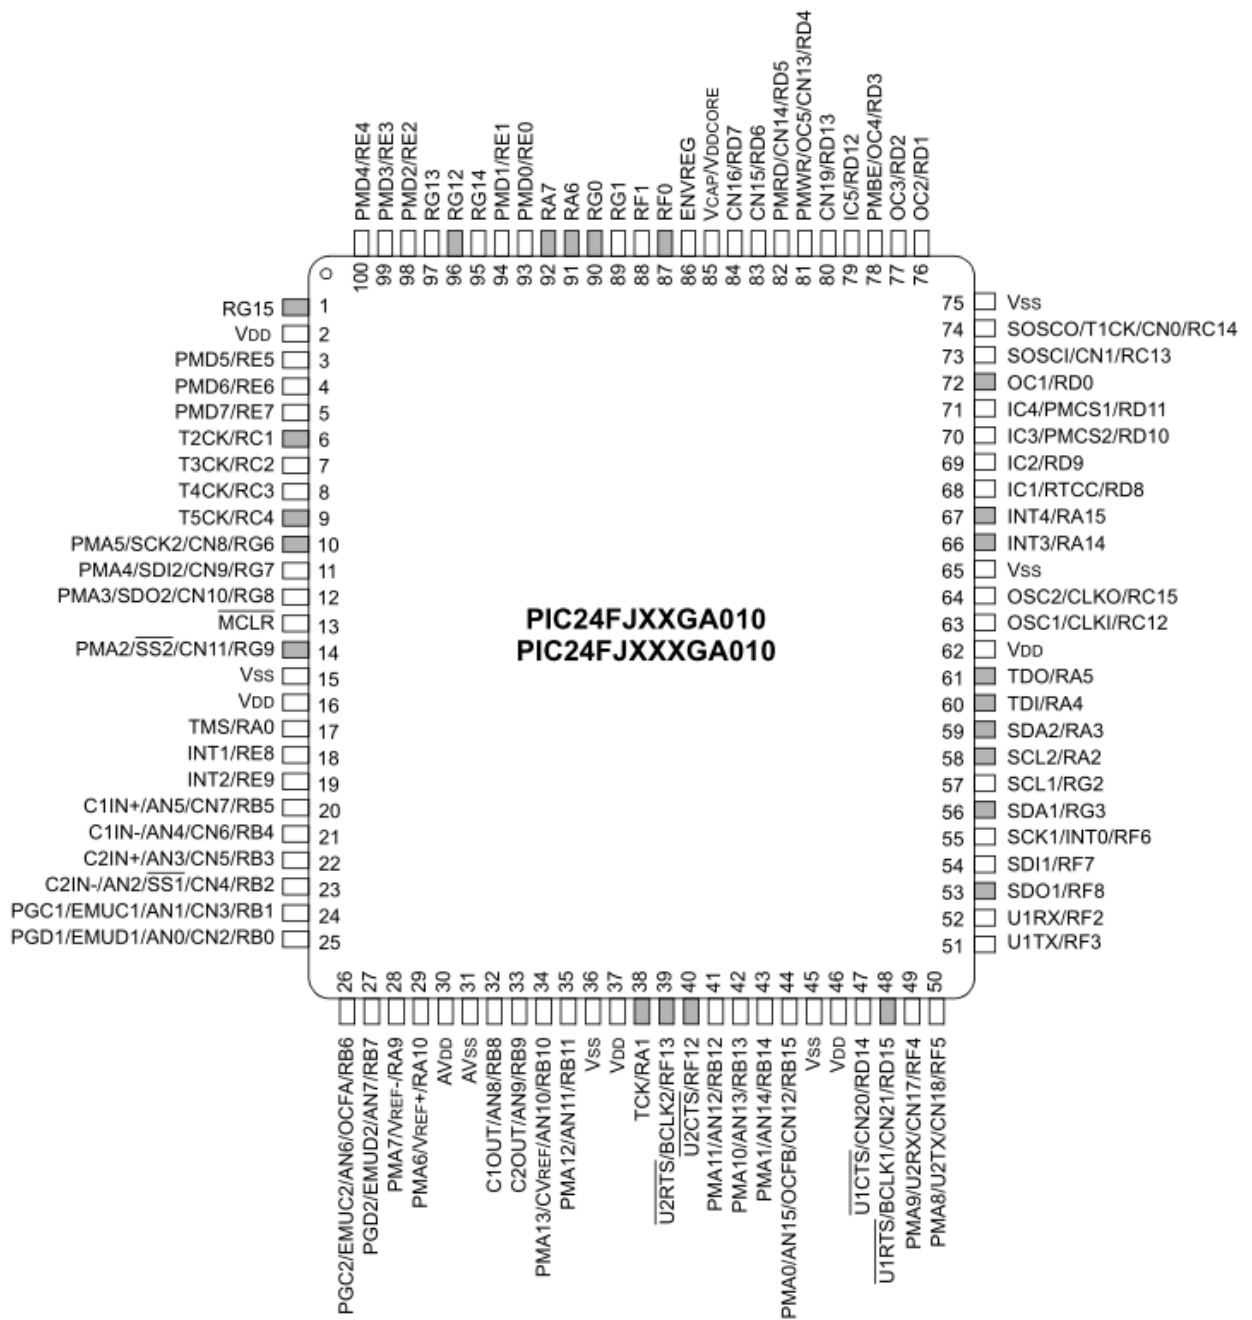 PMD4/RE4
PMD3/RE3
PMD2/RE2
RG13
RG12
RG14
PMD1/RE1
PMD0/RE0
RA7
RA6
RG0
RG1
RF1
RF0
ENVREG
VCAP/VDDCORE
CN16/RD7
CN15/RD6
PMRD/CN14/RD5
PMWR/OC5/CN13/RD4
CN19/RD13
IC5/RD12
PMBE/OC4/RD3
OC3/RD2
OC2/RD1
100
99
98
97
96
95
94
93
92
91
90
89
88
87
86
85
84
83
82
81
80
79
78
77
76
RG15 1
VDD 2
PMD5/RE5 3
PMD6/RE6 4
PMD7/RE7 5
T2CK/RC1 6
T3CK/RC2 7
T4CK/RC3 8
T5CK/RC4 9
PMA5/SCK2/CN8/RG6 10
PMA4/SDI2/CN9/RG7 11
PMA3/SDO2/CN10/RG8 12
MCLR 13
PMA2/SS2/CN11/RG9 14
VSS 15
VDD 16
TMS/RA0 17
INT1/RE8 18
INT2/RE9 19
C1IN+/AN5/CN7/RB5 20
C1IN-/AN4/CN6/RB4 21
C2IN+/AN3/CN5/RB3 22
C2IN-/AN2/SS1/CN4/RB2 23
PGC1/EMUC1/AN1/CN3/RB1 24
PGD1/EMUD1/AN0/CN2/RB0 25
PIC24FJXXGA010
PIC24FJXXXGA010
75 VSS
74 SOSCO/T1CK/CN0/RC14
73 SOSCI/CN1/RC13
72 OC1/RD0
71 IC4/PMCS1/RD11
70 IC3/PMCS2/RD10
69 IC2/RD9
68 IC1/RTCC/RD8
67 INT4/RA15
66 INT3/RA14
65 VSS
64 OSC2/CLKO/RC15
63 OSC1/CLKI/RC12
62 VDD
61 TDO/RA5
60 TDI/RA4
59 SDA2/RA3
58 SCL2/RA2
57 SCL1/RG2
56 SDA1/RG3
55 SCK1/INT0/RF6
54 SDI1/RF7
53 SDO1/RF8
52 U1RX/RF2
51 U1TX/RF3
26
27
28
29
30
31
32
33
34
35
36
37
38
39
40
41
42
43
44
45
46
47
48
49
50
PGC2/EMUC2/AN6/OCFA/RB6
PGD2/EMUD2/AN7/RB7
PMA7/VREF-/RA9
PMA6/VREF+/RA10
AVDD
AVSS
C1OUT/AN8/RB8
C2OUT/AN9/RB9
PMA13/CVREF/AN10/RB10
PMA12/AN11/RB11
VSS
VDD
TCK/RA1
U2RTS/BCLK2/RF13
U2CTS/RF12
PMA11/AN12/RB12
PMA10/AN13/RB13
PMA1/AN14/RB14
PMA0/AN15/OCFB/CN12/RB15
VSS
VDD
U1CTS/CN20/RD14
U1RTS/BCLK1/CN21/RD15
PMA9/U2RX/CN17/RF4
PMA8/U2TX/CN18/RF5